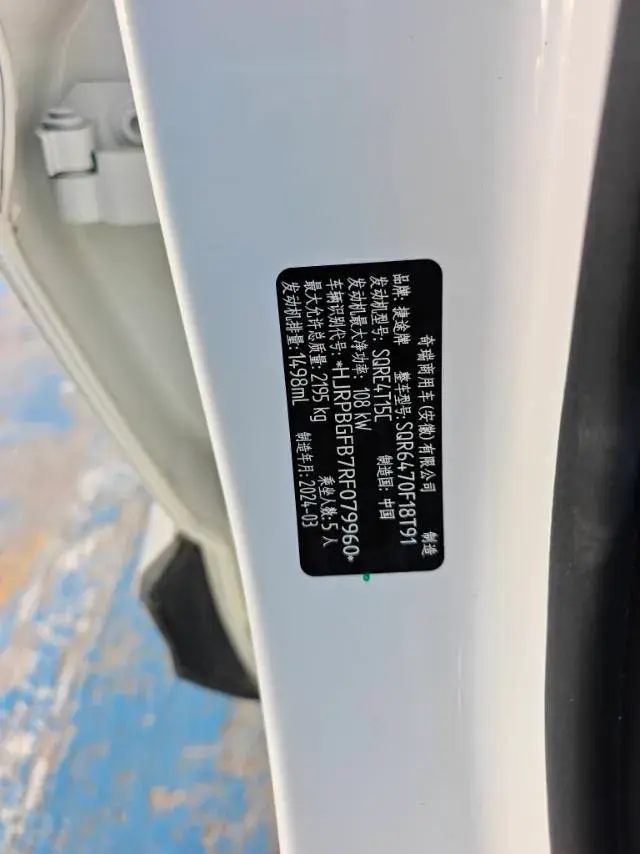 奇瑞商用车(安徽)有限公司 制造
品牌: 捷途牌 整车型号: SQR6470F18T91
发动机型号: SQRE4T15C 制造国: 中国
发动机最大净功率: 108 kW
车辆识别代号: *HJRPBGFB7RF079960*
最大允许总质量: 2195 kg 乘坐人数: 5 人
发动机排量: 1498mL 制造年月: 2024-03